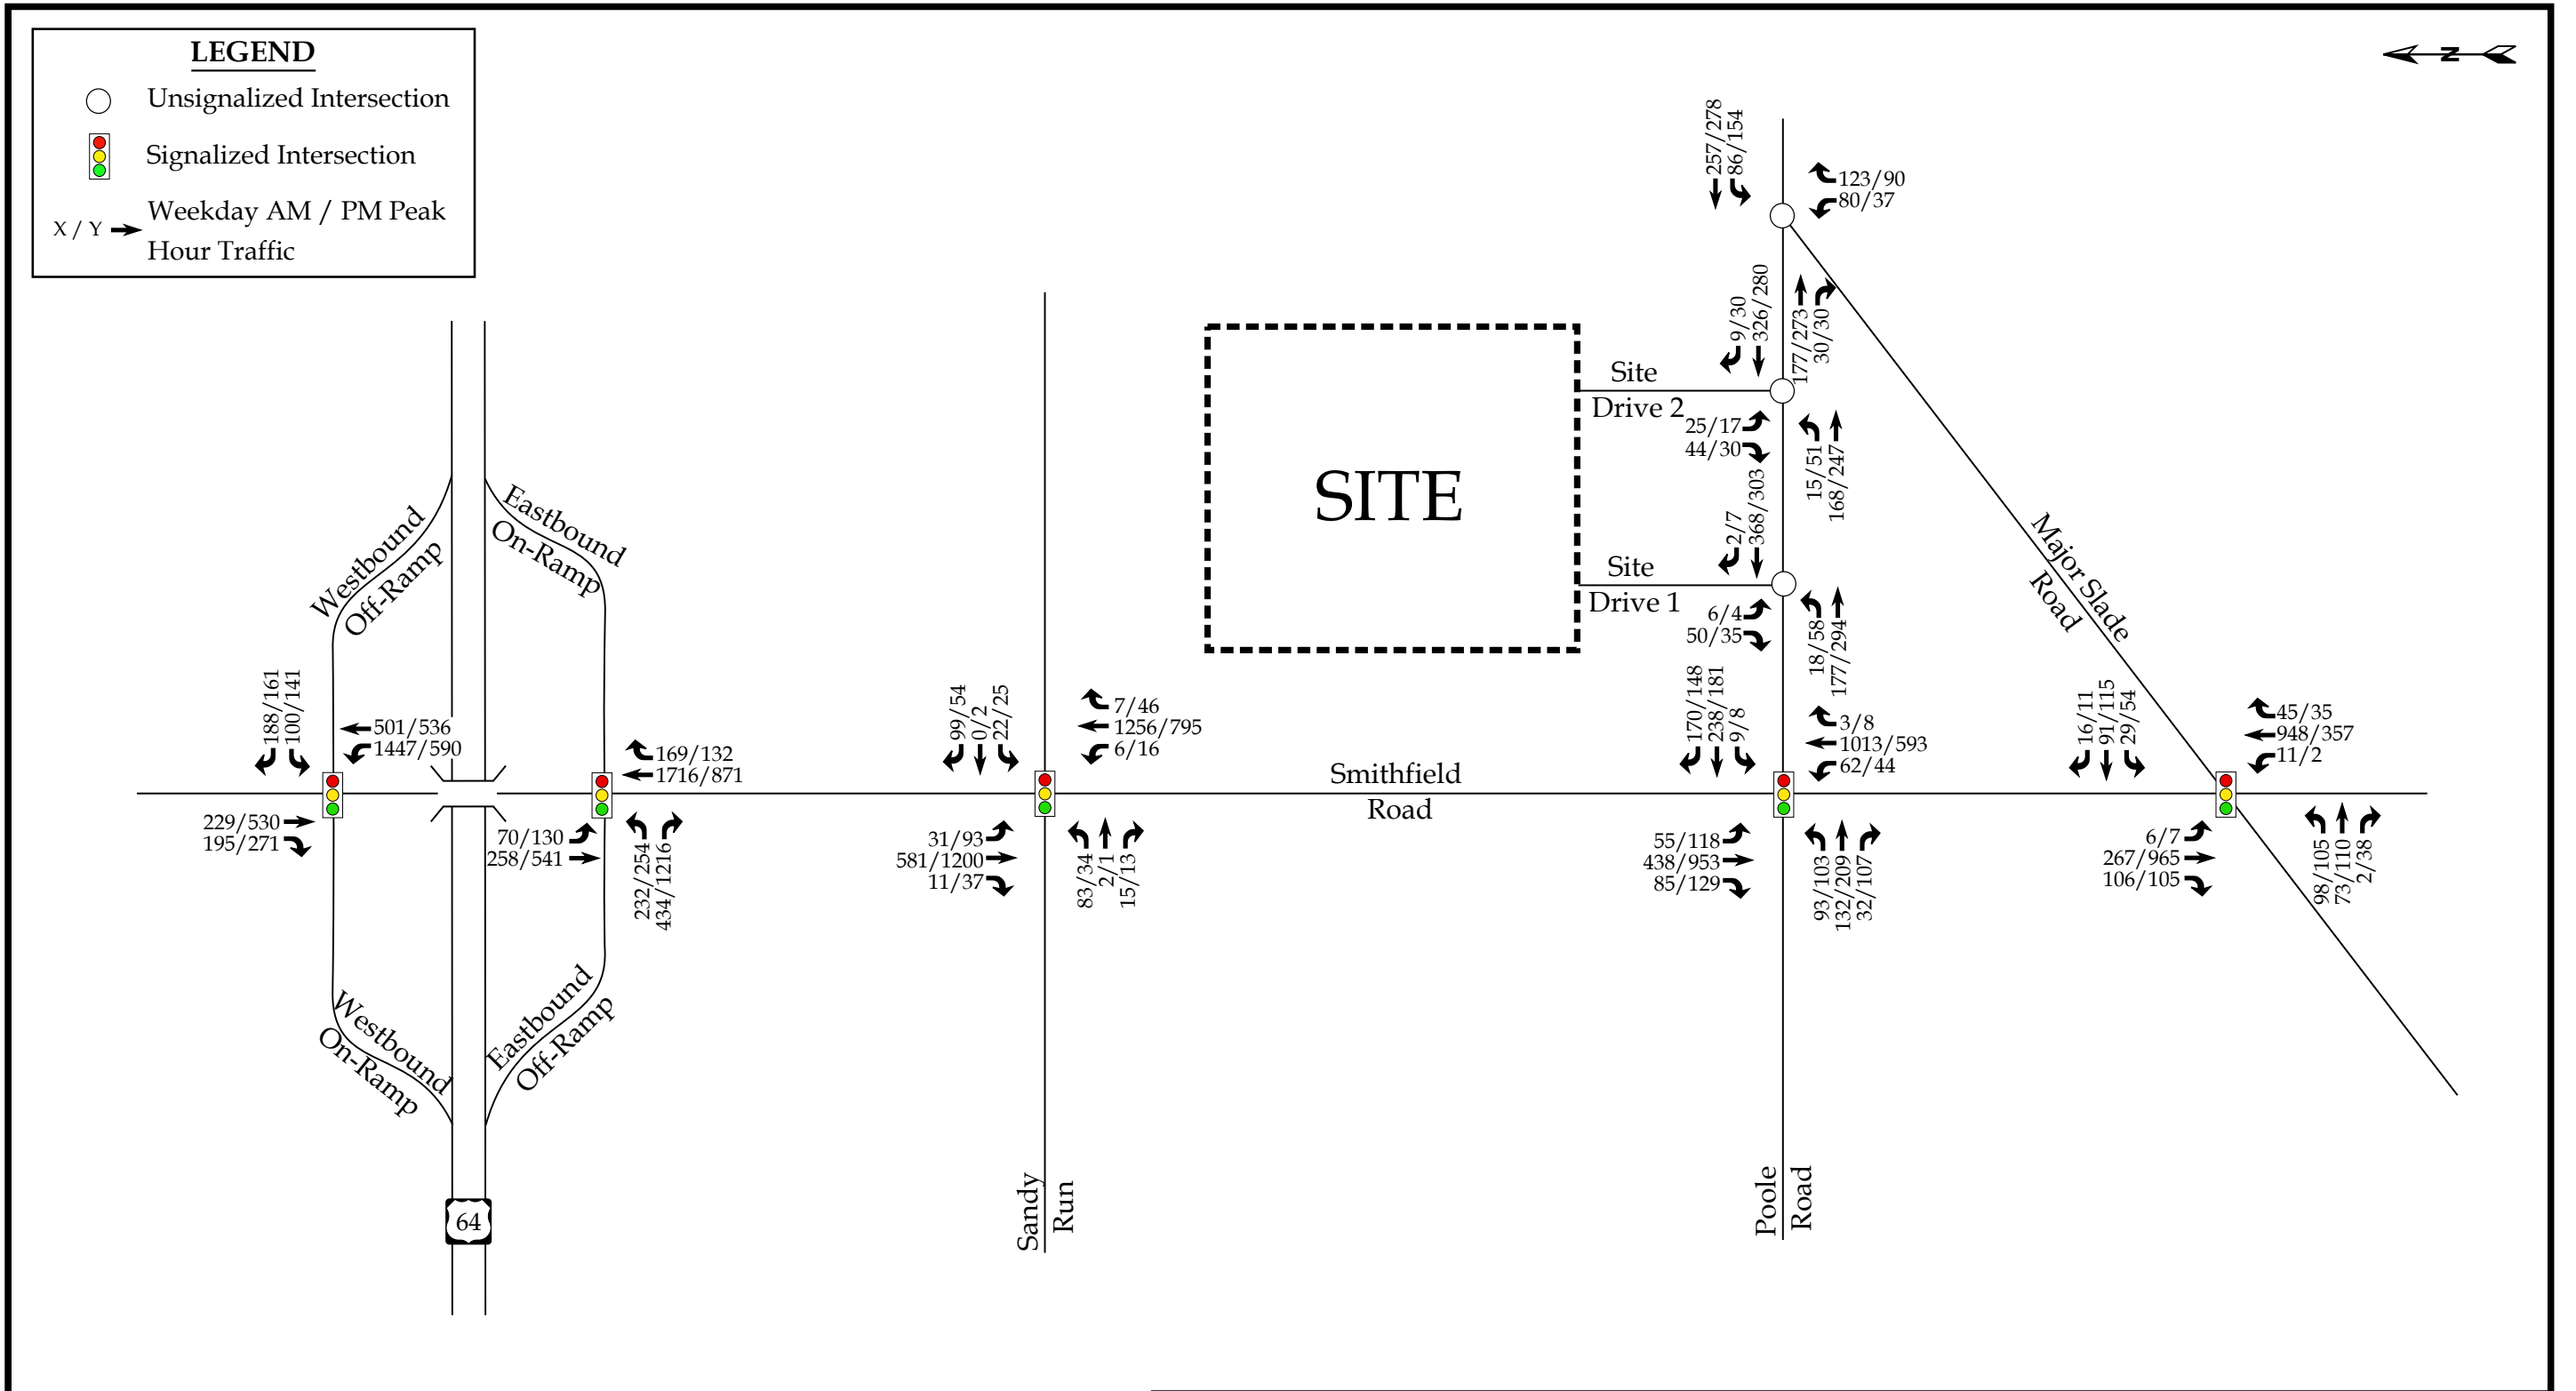 LEGEND
Unsignalized Intersection
Signalized Intersection
X / Y
Weekday AM / PM Peak
Hour Traffic
N
257/278
86/154
123/90
80/37
9/30
326/280
177/273
30/30
Site
Drive 2
25/17
44/30
15/51
168/247
2/7
368/303
Site
Drive 1
6/4
50/35
18/58
177/294
SITE
Major Slade
Road
Westbound
Off-Ramp
Eastbound
On-Ramp
188/161
100/141
501/536
1447/590
229/530
195/271
169/132
1716/871
70/130
258/541
232/254
434/1216
99/54
0/2
22/25
7/46
1256/795
6/16
31/93
581/1200
11/37
83/34
2/1
15/13
Smithfield
Road
170/148
238/181
9/8
3/8
1013/593
62/44
55/118
438/953
85/129
93/103
132/209
32/107
16/11
91/115
29/54
45/35
948/357
11/2
6/7
267/965
106/105
98/105
73/110
2/38
Westbound
On-Ramp
Eastbound
Off-Ramp
64
Sandy
Run
Poole
Road